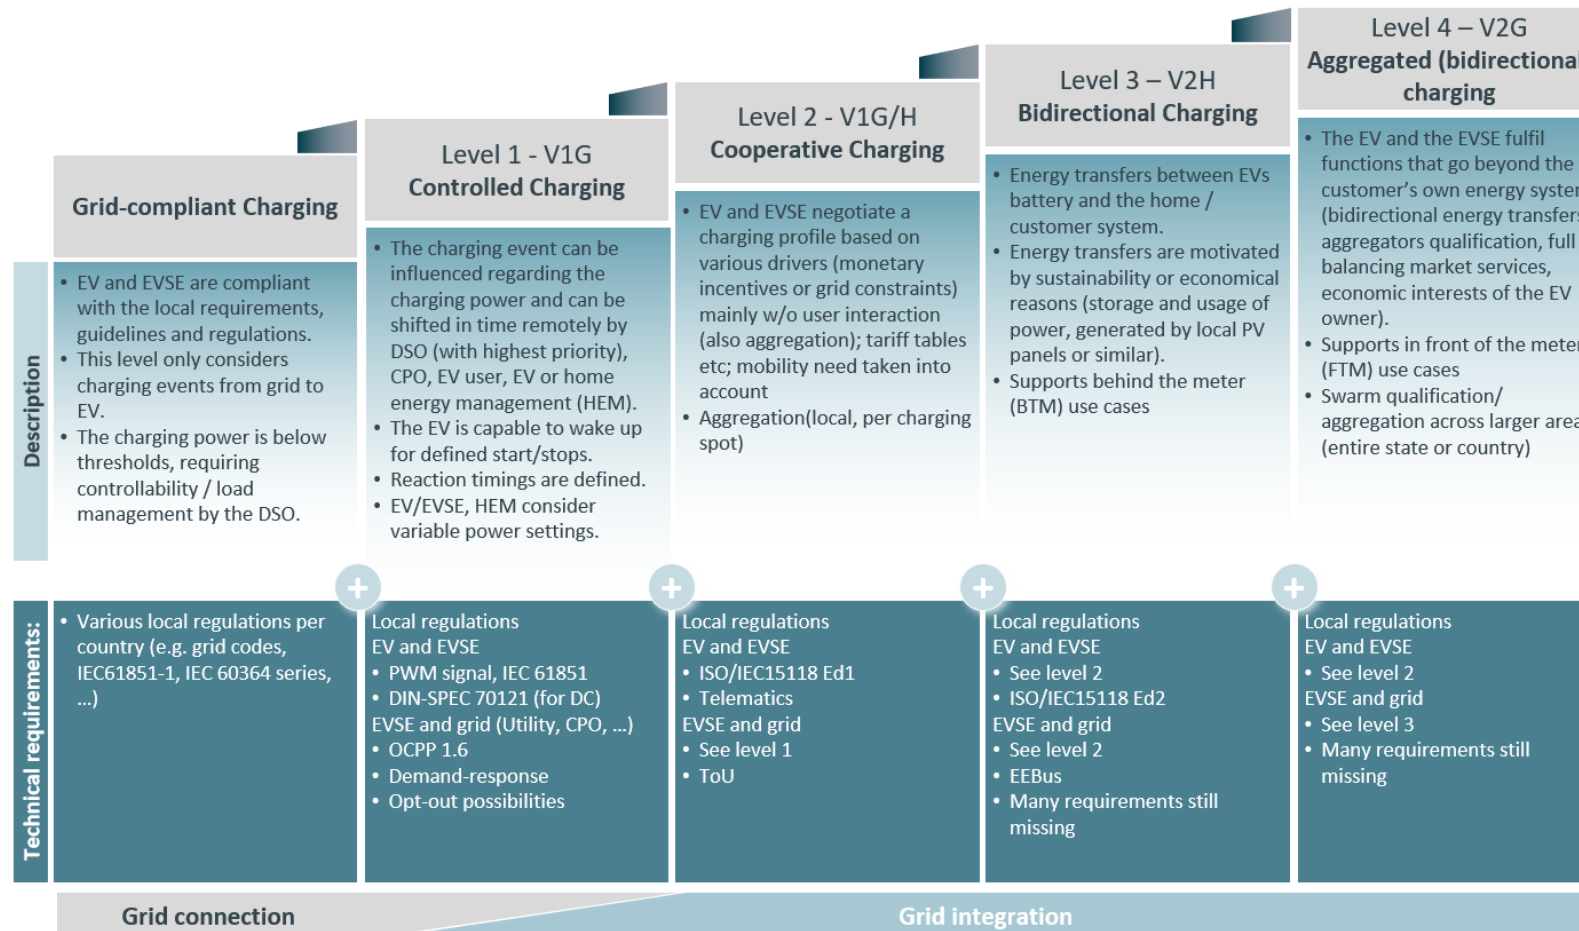 Grid-compliant Charging
Description
• EV and EVSE are compliant
with the local requirements,
guidelines and regulations.
• This level only considers
charging events from grid to
EV.
• The charging power is below
thresholds, requiring
controllability / load
management by the DSO.
Level 1 - V1G
Controlled Charging
• The charging event can be
influenced regarding the
charging power and can be
shifted in time remotely by
DSO (with highest priority),
CPO, EV user, EV or home
energy management (HEM).
• The EV is capable to wake up
for defined start/stops.
• Reaction timings are defined.
• EV/EVSE, HEM consider
variable power settings.
Level 2 - V1G/H
Cooperative Charging
• EV and EVSE negotiate a
charging profile based on
various drivers (monetary
incentives or grid constraints)
mainly w/o user interaction
(also aggregation); tariff tables
etc; mobility need taken into
account
• Aggregation(local, per charging
spot)
Level 3 – V2H
Bidirectional Charging
• Energy transfers between EVs
battery and the home /
customer system.
• Energy transfers are motivated
by sustainability or economical
reasons (storage and usage of
power, generated by local PV
panels or similar).
• Supports behind the meter
(BTM) use cases
Level 4 – V2G
Aggregated (bidirectional
charging
• The EV and the EVSE fulfil
functions that go beyond the
customer's own energy system
(bidirectional energy transfers
aggregators qualification, full
balancing market services,
economic interests of the EV
owner).
• Supports in front of the meter
(FTM) use cases
• Swarm qualification/
aggregation across larger area
(entire state or country)
+
+
+
+
Technical requirements:
• Various local regulations per
country (e.g. grid codes,
IEC61851-1, IEC 60364 series,
...)
Local regulations
EV and EVSE
• PWM signal, IEC 61851
• DIN-SPEC 70121 (for DC)
EVSE and grid (Utility, CPO, ...)
• OCPP 1.6
• Demand-response
• Opt-out possibilities
Local regulations
EV and EVSE
• ISO/IEC15118 Ed1
• Telematics
EVSE and grid
• See level 1
• ToU
Local regulations
EV and EVSE
• See level 2
• ISO/IEC15118 Ed2
EVSE and grid
• See level 2
• EEBus
• Many requirements still
missing
Local regulations
EV and EVSE
• See level 2
EVSE and grid
• See level 3
• Many requirements still
missing
Grid connection
Grid integration